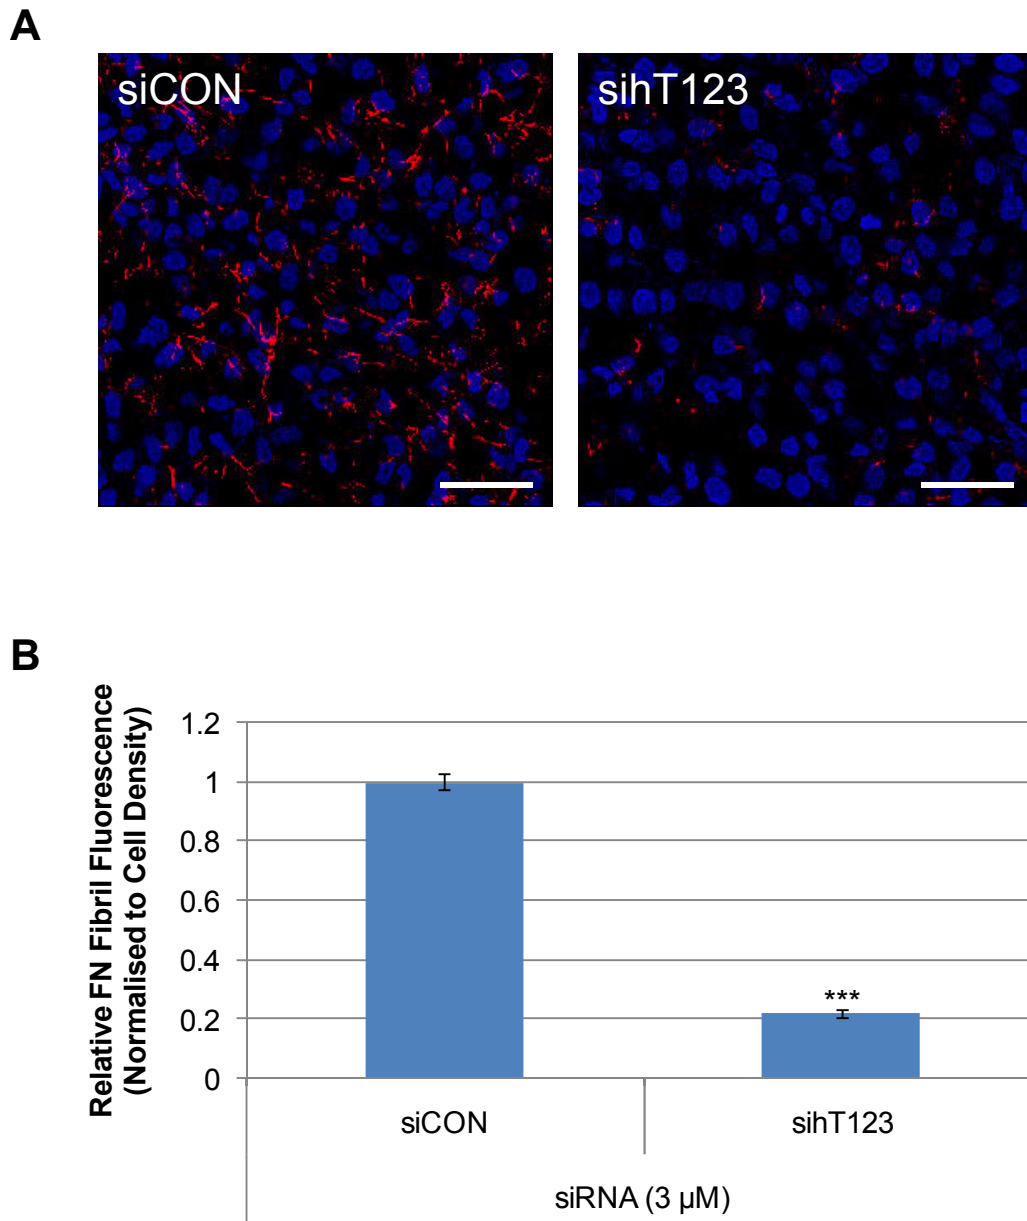 A
siCON
sihT123
B
Relative FN Fibril Fluorescence
(Normalised to Cell Density)
1.2
1
0.8
0.6
0.4
0.2
0
***
siCON
sihT123
siRNA (3 µM)